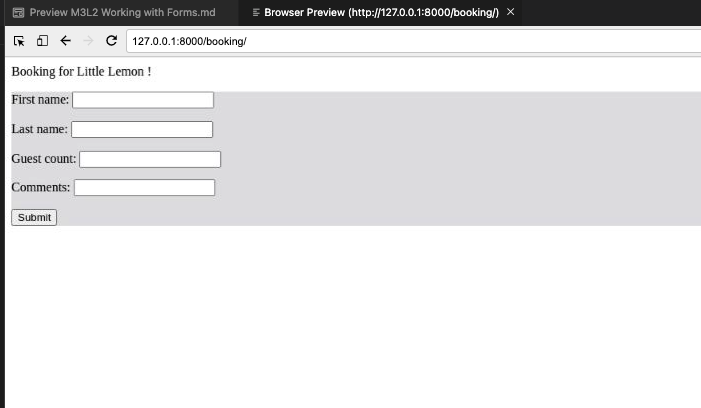 Preview M3L2 Working with Forms.md
Browser Preview (http://127.0.0.1:8000/booking/)
127.0.0.1:8000/booking/
Booking for Little Lemon !
First name:
Last name:
Guest count:
Comments:
Submit